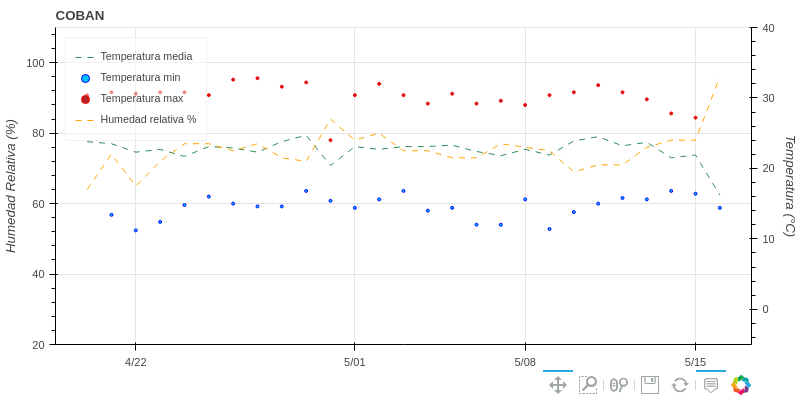 COBAN
Temperatura media
Temperatura min
Temperatura max
Humedad relativa %
Humedad Relativa (%)
100
80
60
40
20
40
30
20
10
0
Temperatura (°C)
4/22
5/01
5/08
5/15